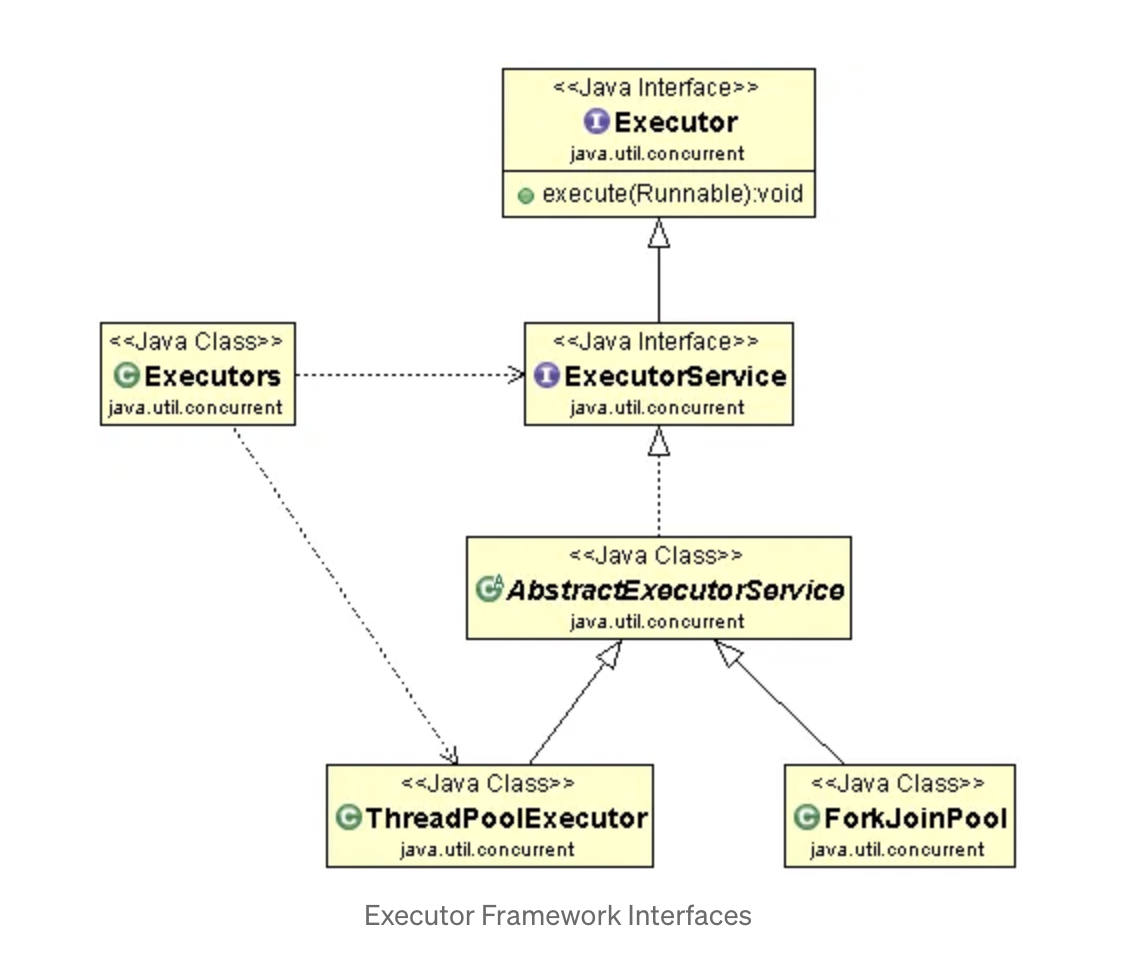 <<Java Interface>>
Executor
java.util.concurrent
execute(Runnable):void
<<Java Class>>
Executors
java.util.concurrent
<<Java Interface>>
ExecutorService
java.util.concurrent
<<Java Class>>
AbstractExecutorService
java.util.concurrent
<<Java Class>>
ThreadPoolExecutor
java.util.concurrent
<<Java Class>>
ForkJoinPool
java.util.concurrent
Executor Framework Interfaces